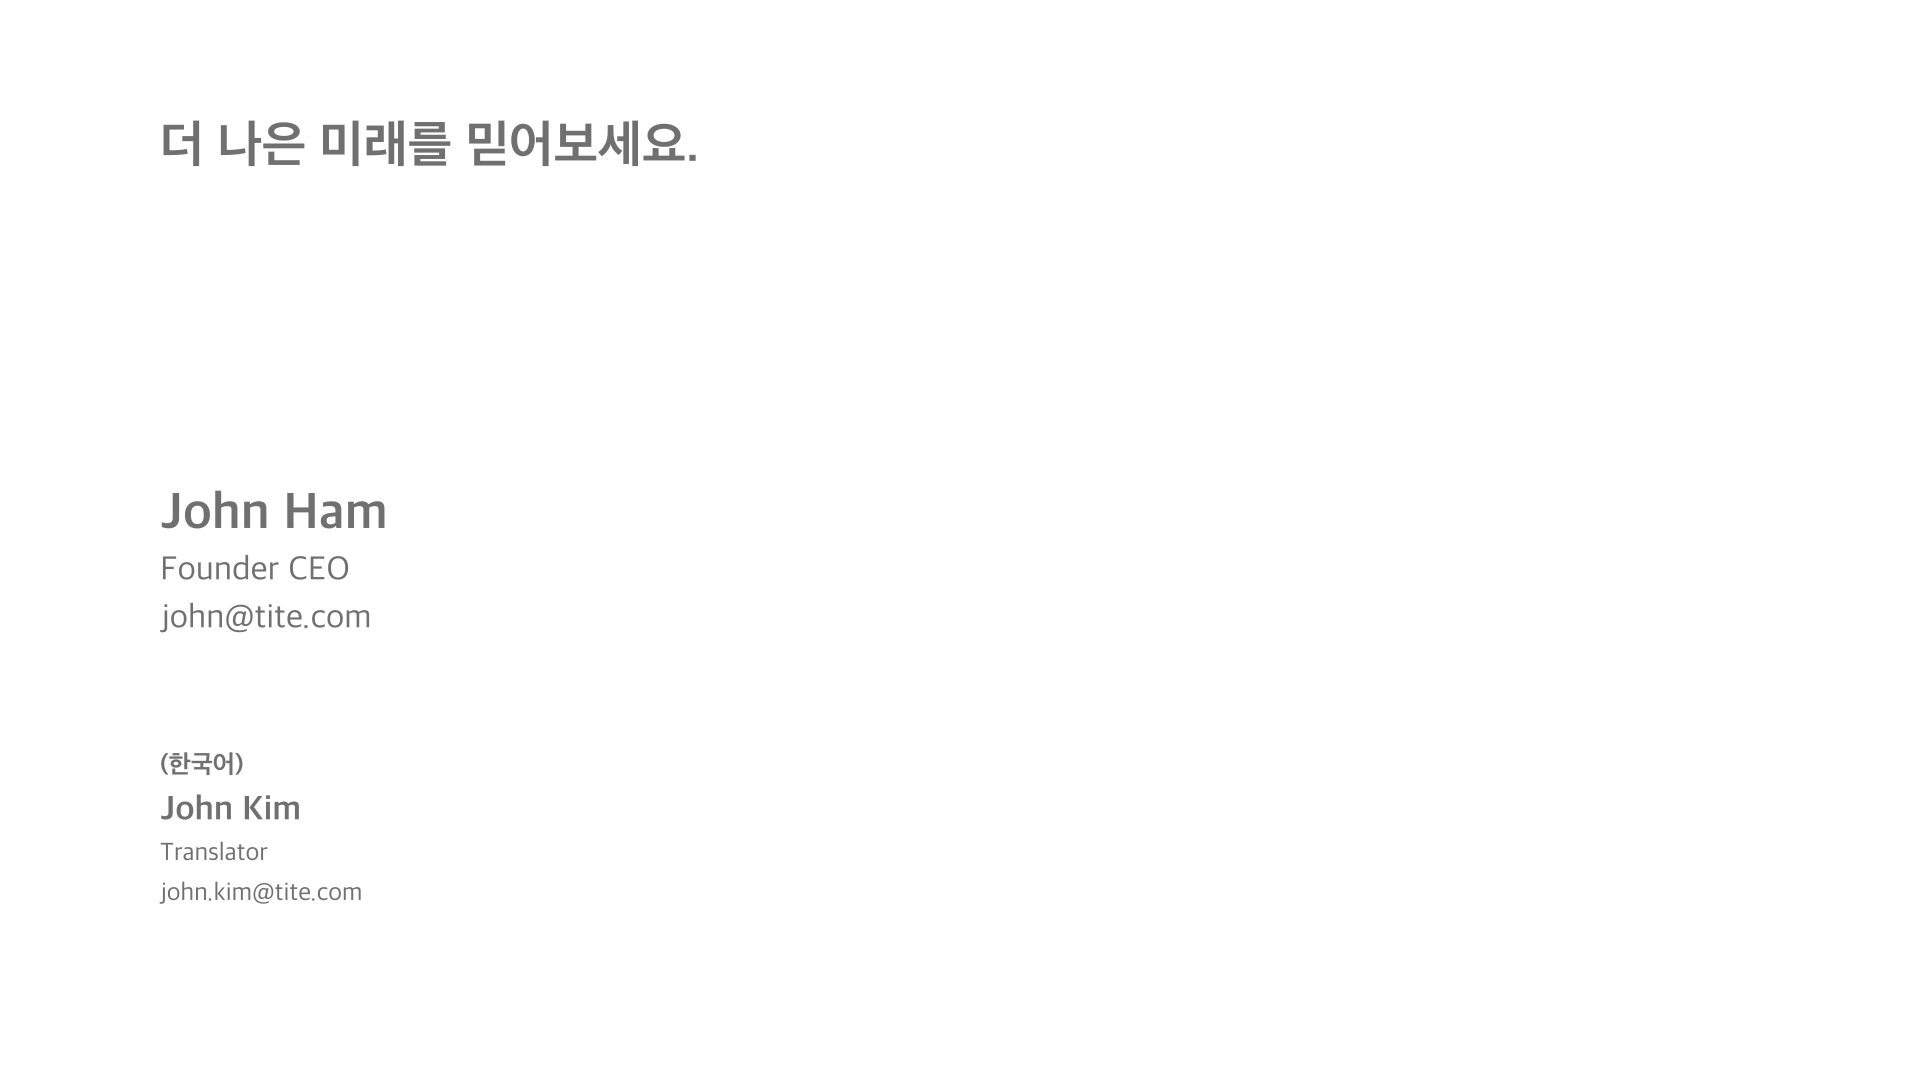 더 나은 미래를 믿어보세요.
John Ham
Founder CEO
john@tite.com
(한국어)
John Kim
Translator
john.kim@tite.com